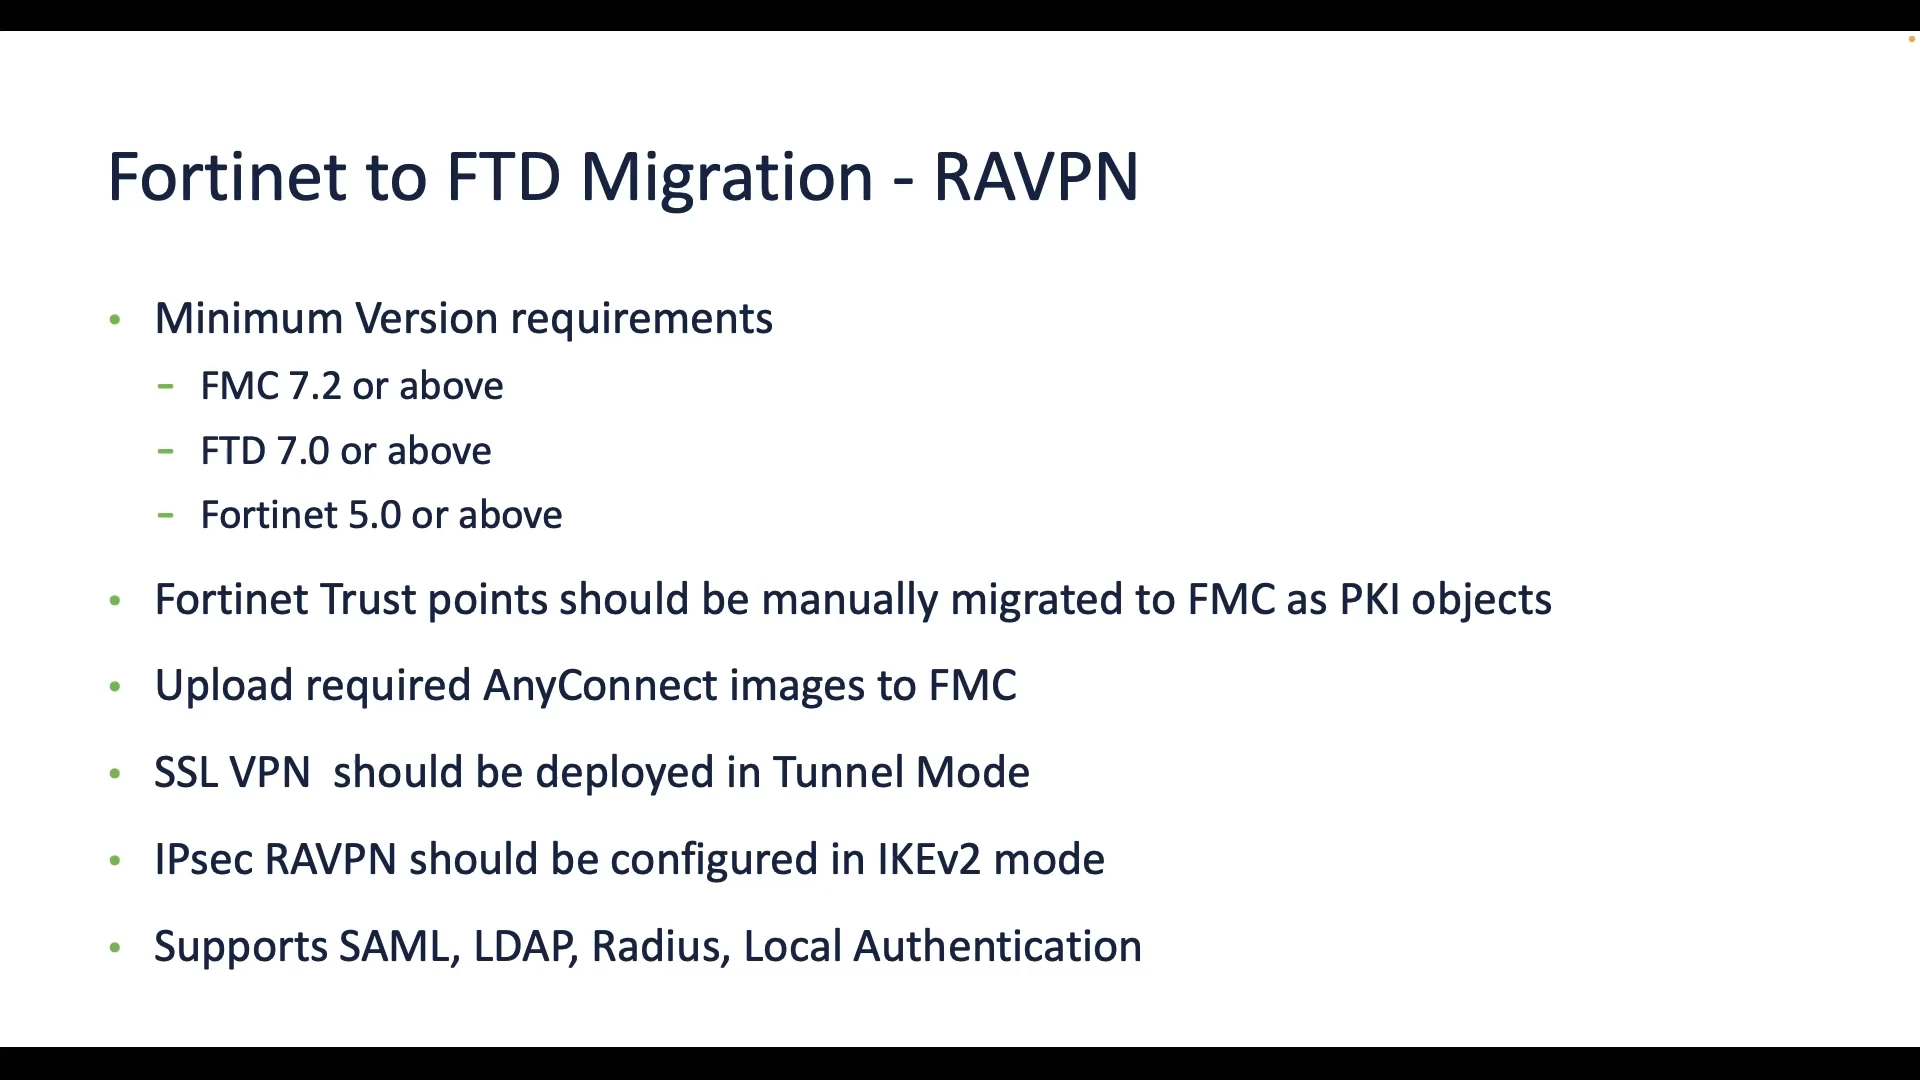 Fortinet to FTD Migration - RAVPN
• Minimum Version requirements
– FMC 7.2 or above
– FTD 7.0 or above
– Fortinet 5.0 or above
• Fortinet Trust points should be manually migrated to FMC as PKI objects
• Upload required AnyConnect images to FMC
• SSL VPN  should be deployed in Tunnel Mode
• IPsec RAVPN should be configured in IKEv2 mode
• Supports SAML, LDAP, Radius, Local Authentication